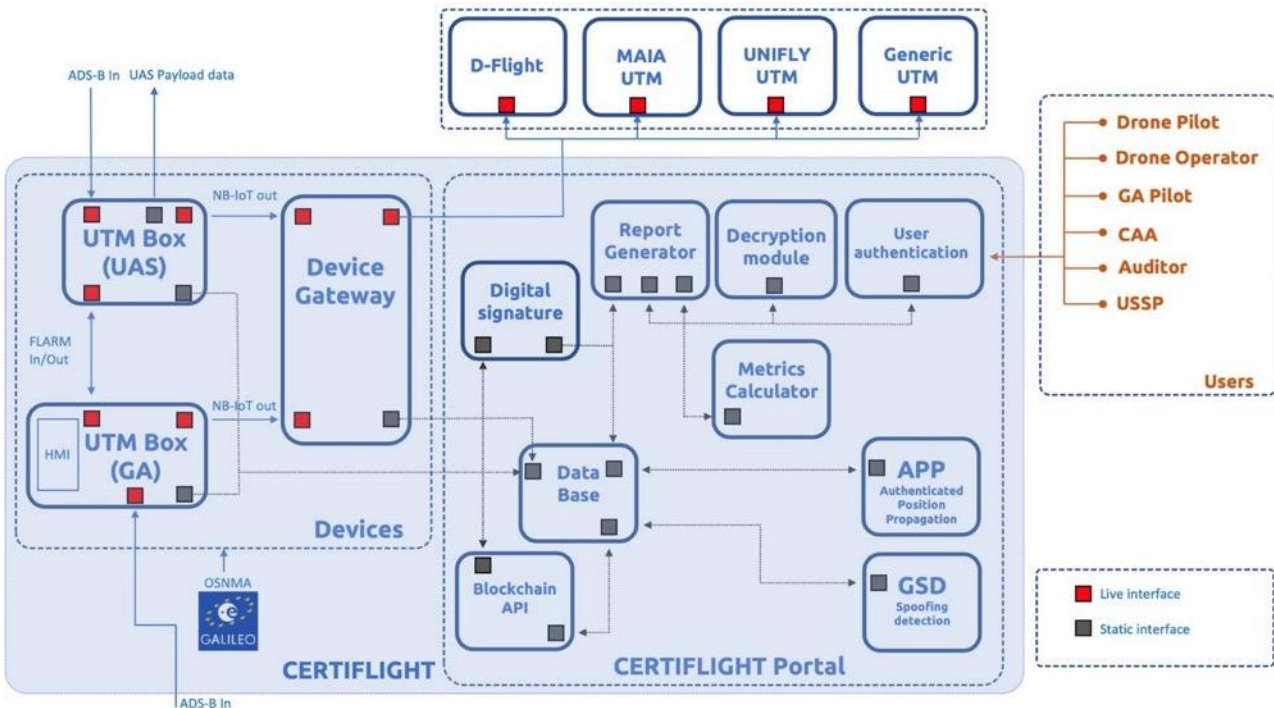 D-Flight
MAIA
UTM
UNIFLY
UTM
Generic
UTM
ADS-B In
UAS Payload data
Drone Pilot
Drone Operator
GA Pilot
CAA
Auditor
USSP
Users
NB-IoT out
UTM Box
(UAS)
Device
Gateway
Report
Generator
Decryption
module
User
authentication
Digital
signature
FLARM
In/Out
Metrics
Calculator
NB-IoT out
HMI
UTM Box
(GA)
Data
Base
APP
Authenticated
Position
Propagation
Devices
OSNMA
GALILEO
Blockchain
API
GSD
Spoofing
detection
Live interface
Static interface
CERTIFLIGHT
CERTIFLIGHT Portal
ADS-B In